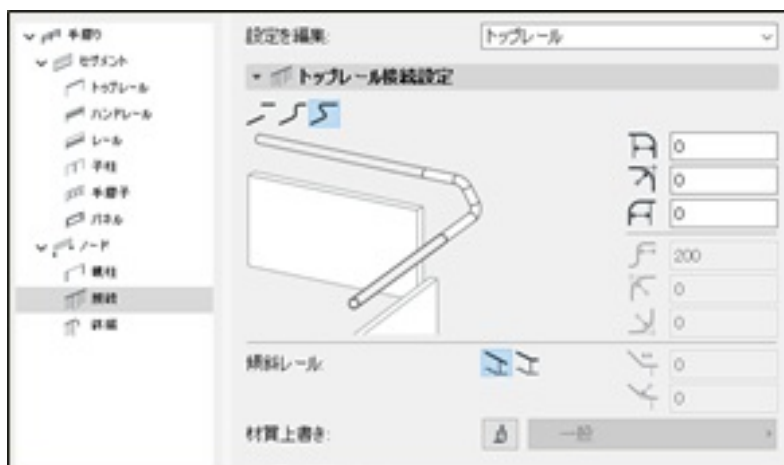 手摺り
セグメント
トップレール
ハンドレール
レール
子柱
手摺子
パネル
ノード
親柱
接続
終端
設定を編集:
トップレール
トップレール接続設定
0
0
0
200
0
0
傾斜レール:
0
0
材質上書き:
一般